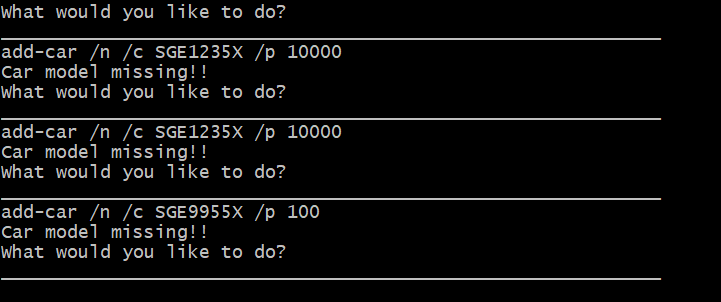 What would you like to do?
add-car /n /c SGE1235X /p 10000
Car model missing!!
What would you like to do?
add-car /n /c SGE1235X /p 10000
Car model missing!!
What would you like to do?
add-car /n /c SGE9955X /p 100
Car model missing!!
What would you like to do?